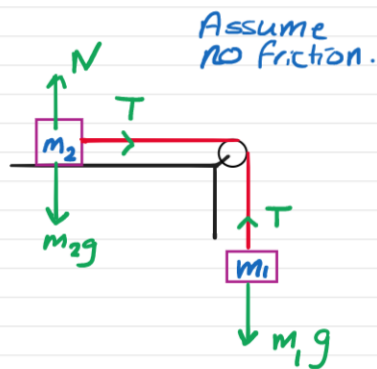 Assume
no friction.
N
T
m₂
T
m₂g
m₁
m₁g